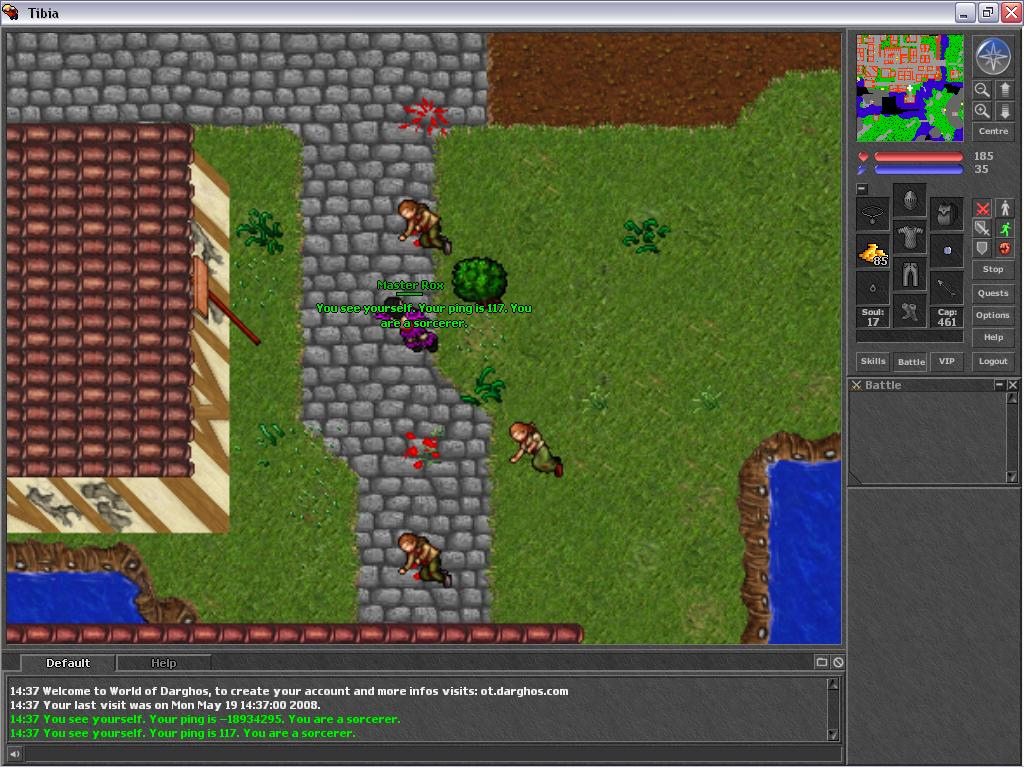 Tibia
Centre
185
35
85
Soul:
17
Cap:
461
Stop
Quests
Options
Help
Skills
Battle
VIP
Logout
Battle
Master Rox
You see yourself. Your ping is 117. You
are a sorcerer.
Default
Help
14:37 Welcome to World of Darghos, to create your account and more infos visits: ot.darghos.com
14:37 Your last visit was on Mon May 19 14:37:00 2008.
14:37 You see yourself. Your ping is -18934295. You are a sorcerer.
14:37 You see yourself. Your ping is 117. You are a sorcerer.